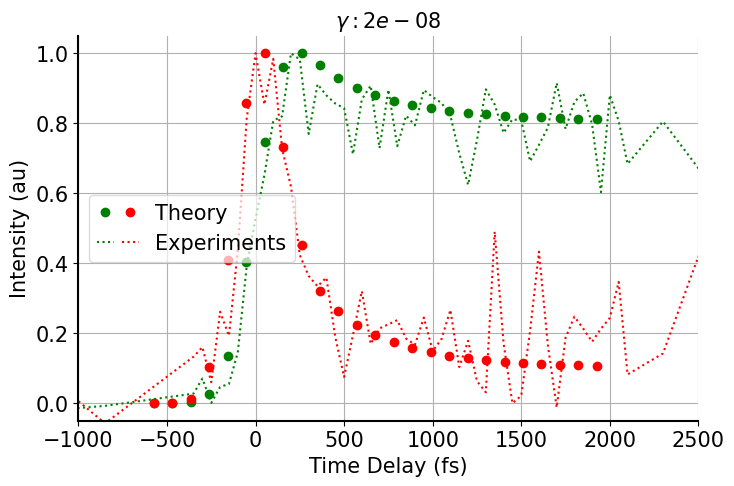 γ : 2e − 08
Intensity (au)
1.0
0.8
0.6
0.4
0.2
0.0
Theory
Experiments
−1000 −500 0 500 1000 1500 2000 2500
Time Delay (fs)